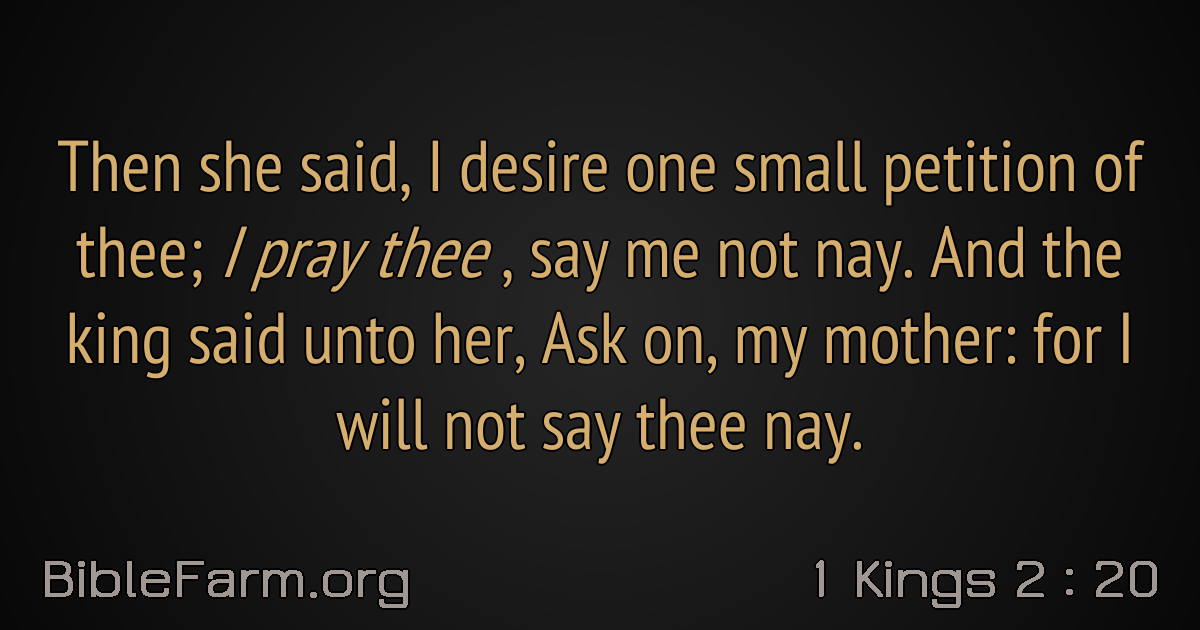 Then she said, I desire one small petition of
thee; I pray thee , say me not nay. And the
king said unto her, Ask on, my mother: for I
will not say thee nay.
BibleFarm.org
1 Kings 2 : 20